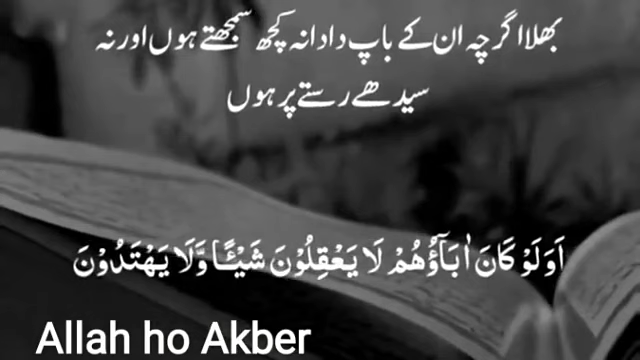 بھلا اگرچہ ان کے باپ دادا نہ کچھ سمجھتے ہوں اور نہ
سیدھے رستے پر ہوں
اَوَلَوۡ كَانَ اٰبَآؤُهُمۡ لَا يَعۡقِلُوۡنَ شَيۡـًٔـا وَّلَا يَهۡتَدُوۡنَ
Allah ho Akber